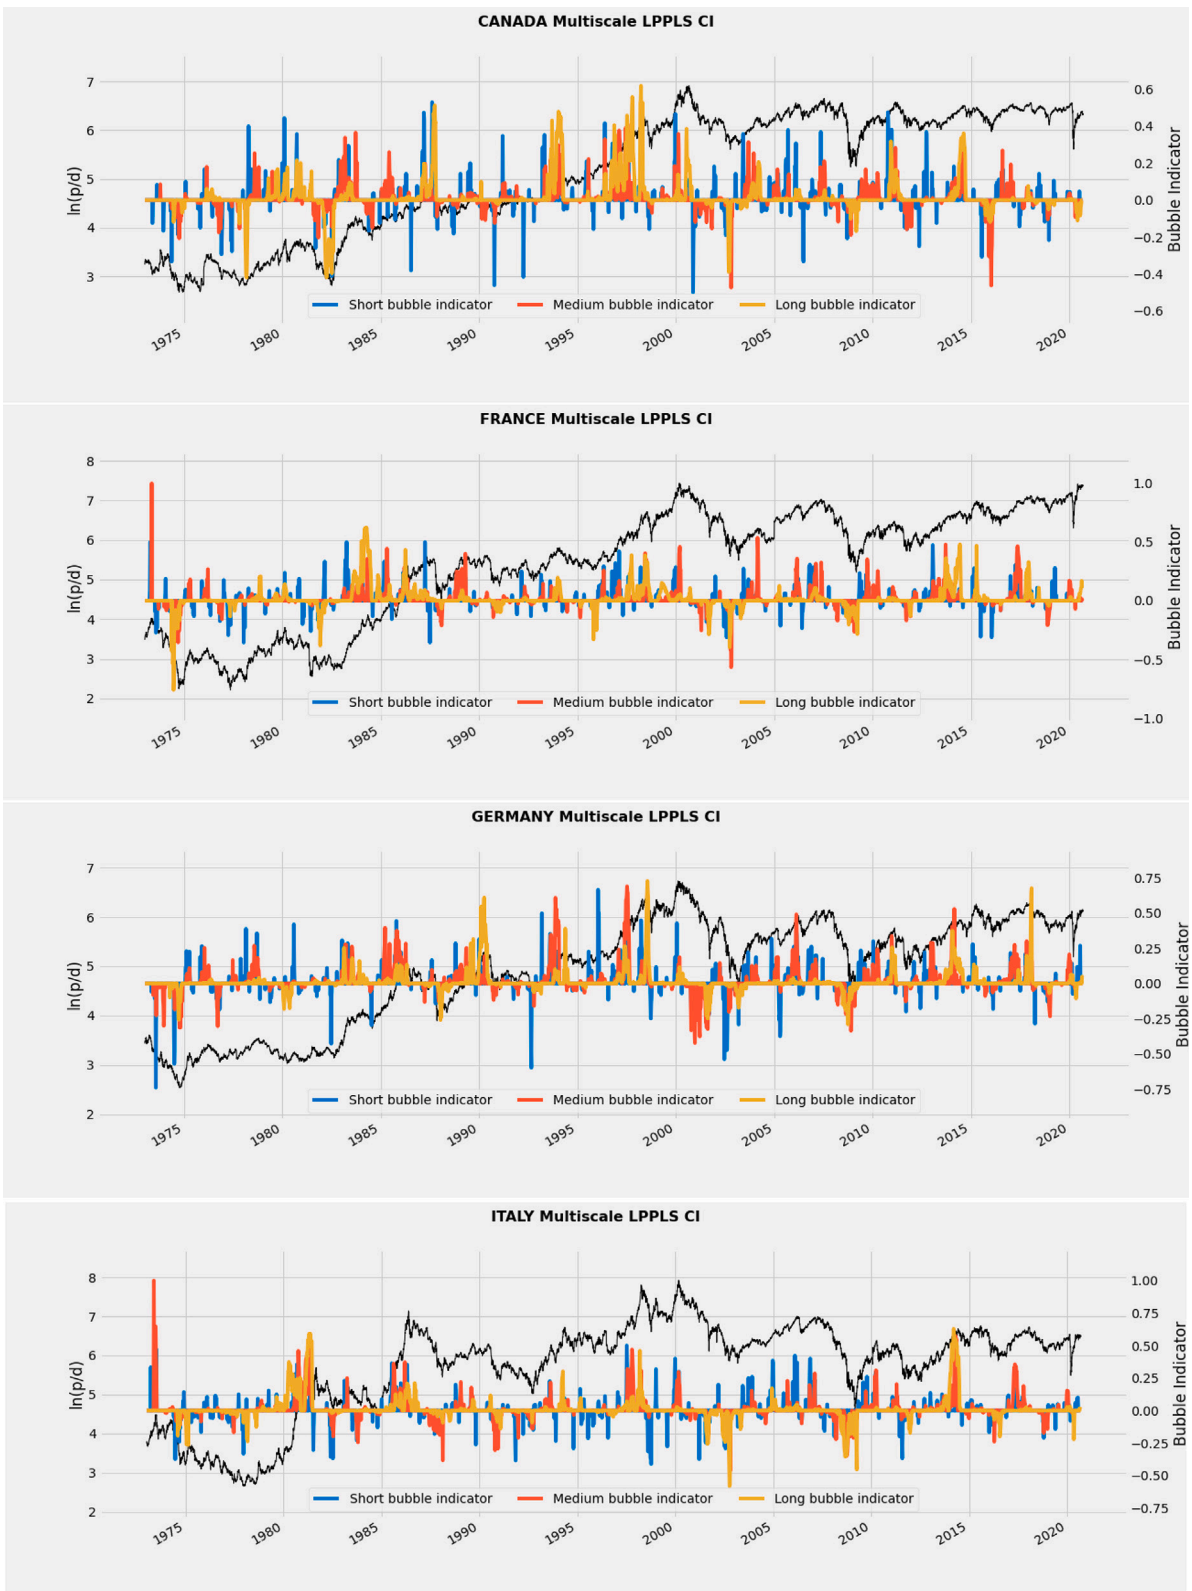 CANADA Multiscale LPPLS CI
7
6
5
4
3
ln(p/d)
0.6
0.4
0.2
0.0
−0.2
−0.4
−0.6
Bubble Indicator
Short bubble indicator Medium bubble indicator Long bubble indicator
1975 1980 1985 1990 1995 2000 2005 2010 2015 2020
FRANCE Multiscale LPPLS CI
8
7
6
5
4
3
2
ln(p/d)
1.0
0.5
0.0
−0.5
−1.0
Bubble Indicator
Short bubble indicator Medium bubble indicator Long bubble indicator
1975 1980 1985 1990 1995 2000 2005 2010 2015 2020
GERMANY Multiscale LPPLS CI
7
6
5
4
3
2
ln(p/d)
0.75
0.50
0.25
0.00
−0.25
−0.50
−0.75
Bubble Indicator
Short bubble indicator Medium bubble indicator Long bubble indicator
1975 1980 1985 1990 1995 2000 2005 2010 2015 2020
ITALY Multiscale LPPLS CI
8
7
6
5
4
3
2
ln(p/d)
1.00
0.75
0.50
0.25
0.00
−0.25
−0.50
−0.75
Bubble Indicator
Short bubble indicator Medium bubble indicator Long bubble indicator
1975 1980 1985 1990 1995 2000 2005 2010 2015 2020